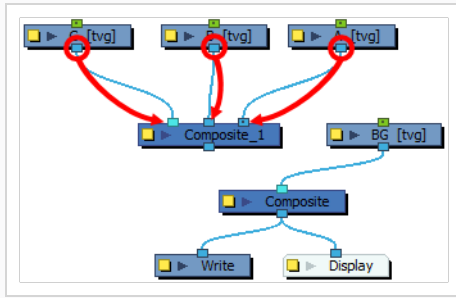 C [tvg]
B [tvg]
A [tvg]
Composite_1
BG [tvg]
Composite
Write
Display